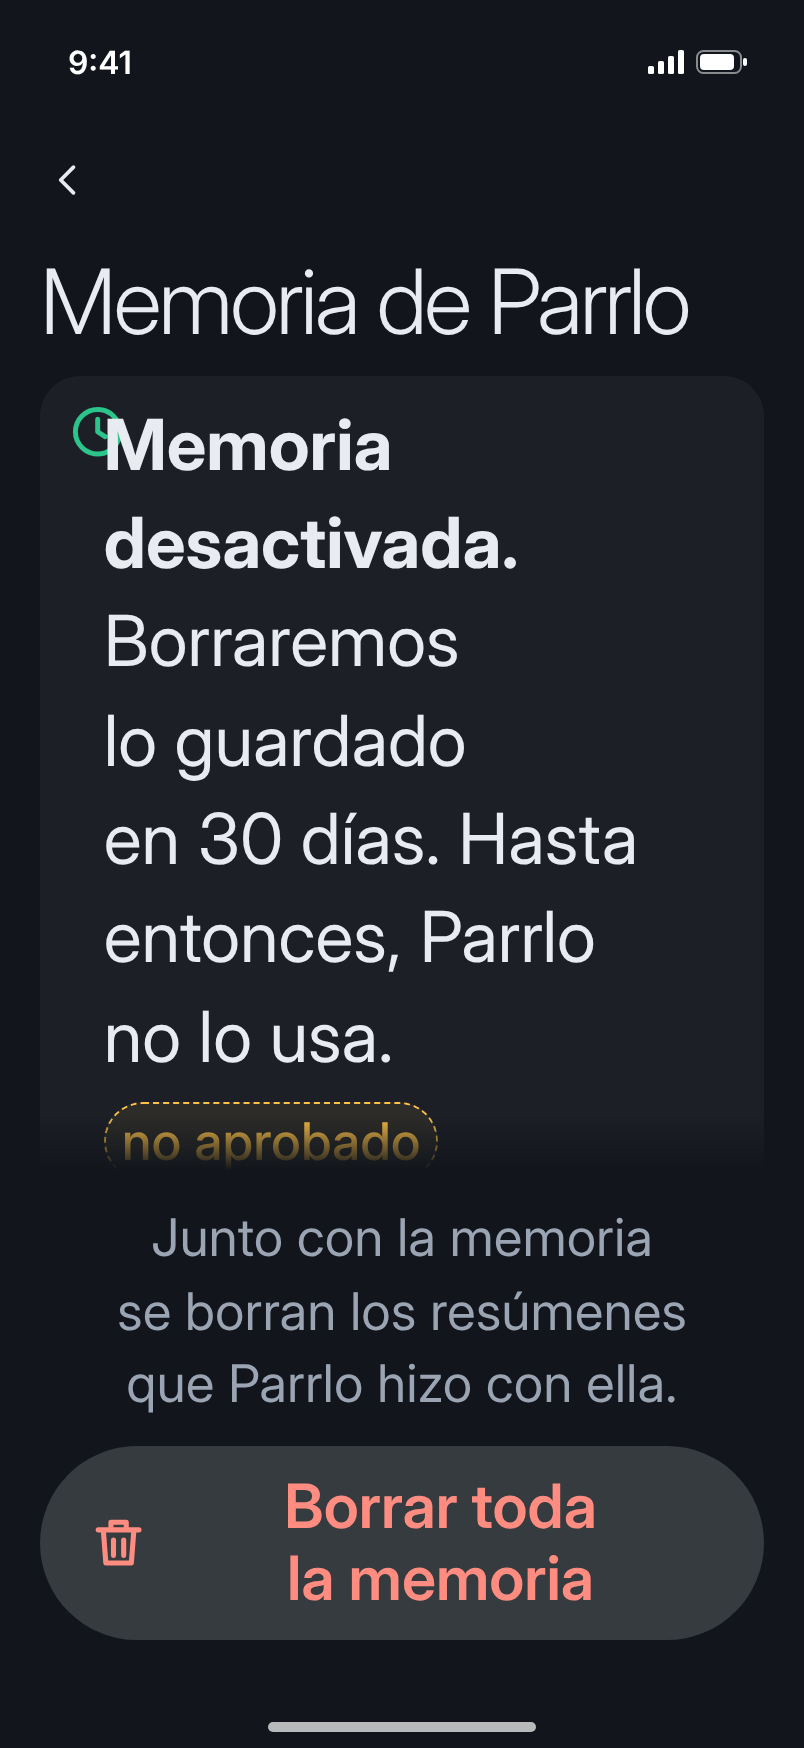 9:41
Memoria de Parrlo
Memoria
desactivada.
Borraremos
lo guardado
en 30 días. Hasta
entonces, Parrlo
no lo usa.
no aprobado
Junto con la memoria
se borran los resúmenes
que Parrlo hizo con ella.
Borrar toda
la memoria